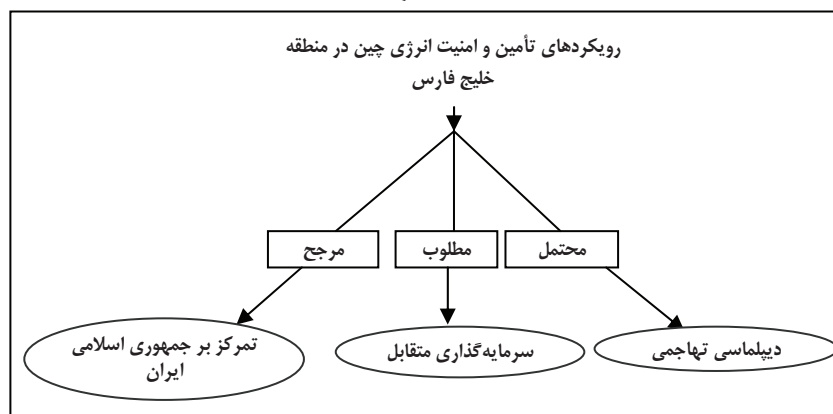 رویکردهای تأمین و امنیت انرژی چین در منطقه
خلیج فارس
محتمل
مطلوب
مرجح
دیپلماسی تهاجمی
سرمایه‌گذاری متقابل
تمرکز بر جمهوری اسلامی
ایران